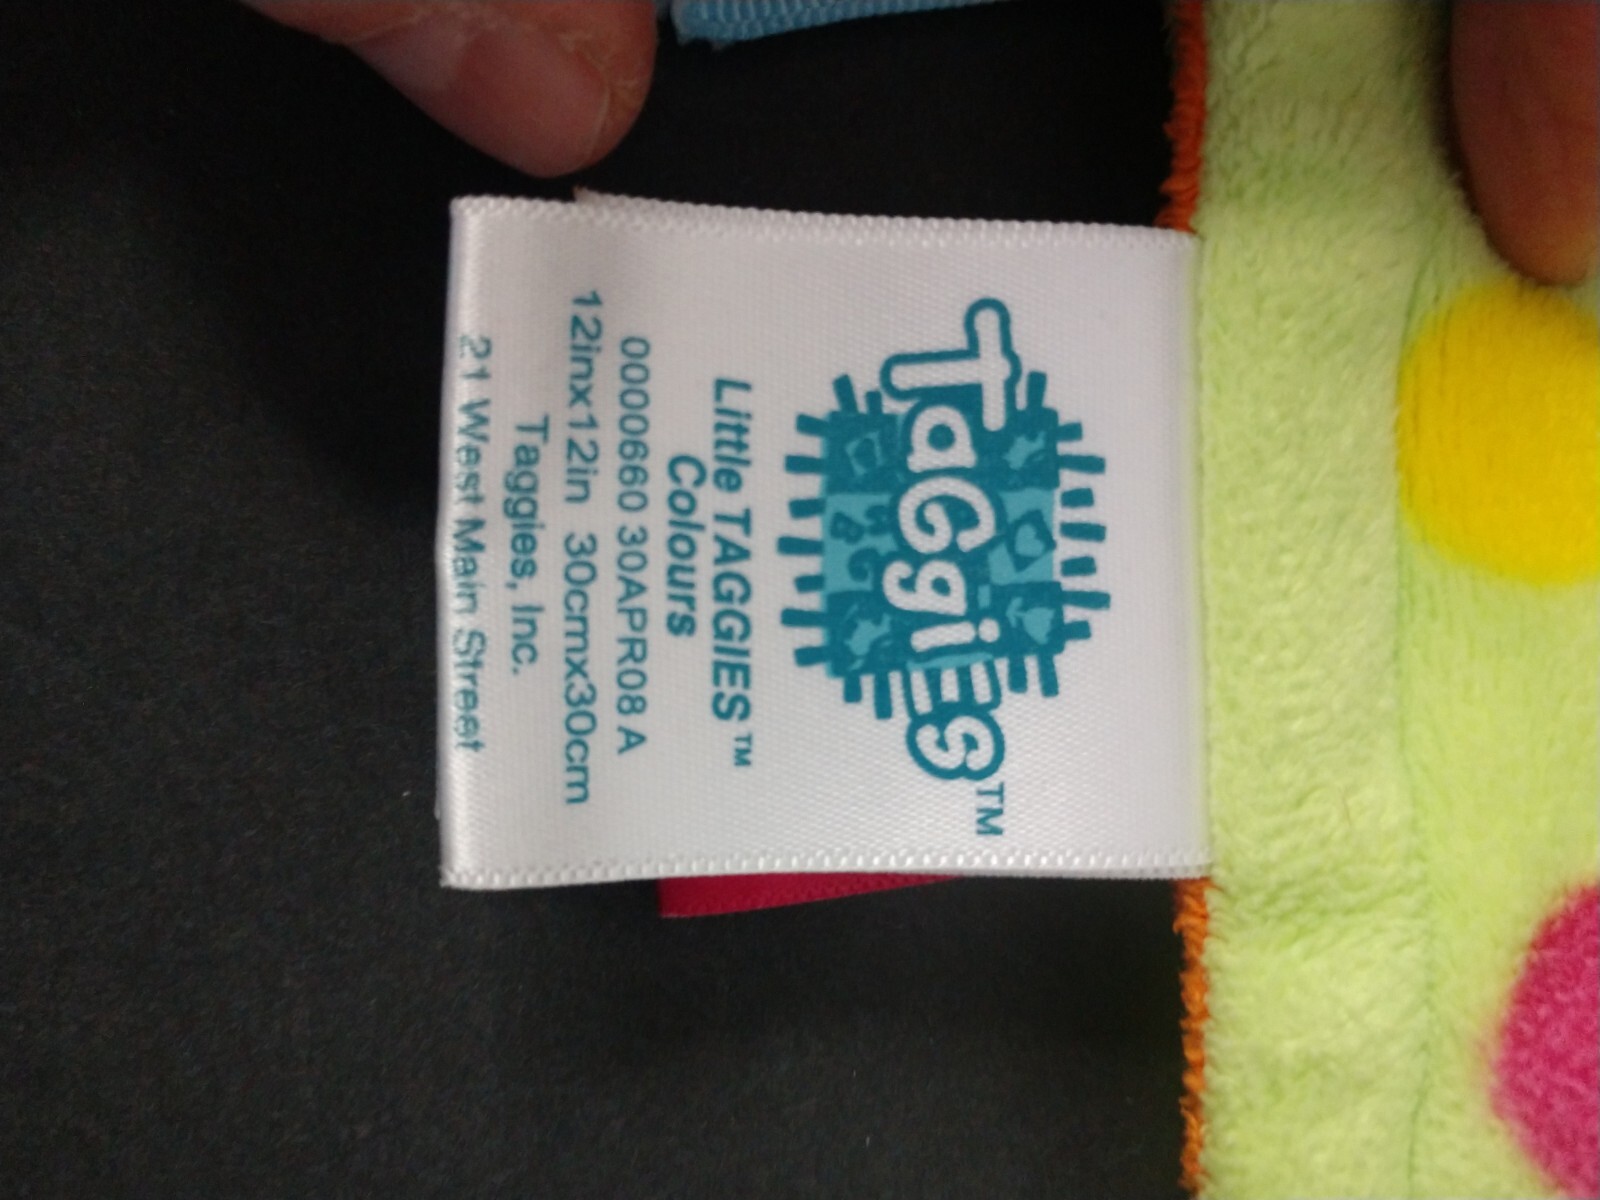 TaGgiES™
Little TAGGIES™
Colours
0000660 30APR08 A
12inx12in 30cmx30cm
Taggies, Inc.
21 West Main Street